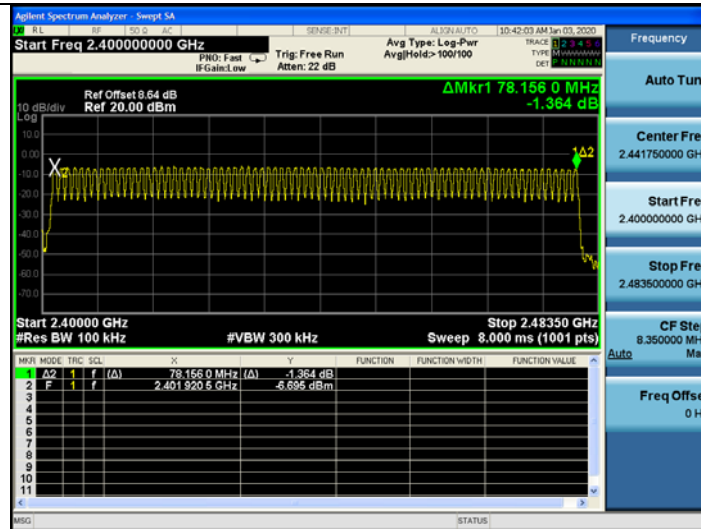 Agilent Spectrum Analyzer - Swept SA
RL RF 50 Ω AC SENSE:INT ALIGN AUTO 10:42:03 AM Jan 03, 2020
Start Freq 2.400000000 GHz
PNO: Fast
IFGain:Low
Trig: Free Run
Atten: 22 dB
Avg Type: Log-Pwr
Avg|Hold:> 100/100
TRACE 1 2 3 4 5 6
TYPE M
DET P N N N N N
10 dB/div
Log
Ref Offset 8.64 dB
Ref 20.00 dBm
ΔMkr1 78.156 0 MHz
-1.364 dB
10.0
0.00
-10.0
-20.0
-30.0
-40.0
-50.0
-60.0
-70.0
X2
1Δ2
Start 2.40000 GHz
#Res BW 100 kHz
#VBW 300 kHz
Stop 2.48350 GHz
Sweep 8.000 ms (1001 pts)
MKR MODE TRC SCL X Y FUNCTION FUNCTION WIDTH FUNCTION VALUE
1 Δ2 1 f (Δ) 78.156 0 MHz (Δ) -1.364 dB
2 F 1 f 2.401 920 5 GHz -6.695 dBm
3
4
5
6
7
8
9
10
11
MSG STATUS
Frequency
Auto Tun
Center Fre
2.441750000 GH
Start Fre
2.400000000 GH
Stop Fre
2.483500000 GH
CF Ste
8.350000 MH
Auto Ma
Freq Offse
0 H